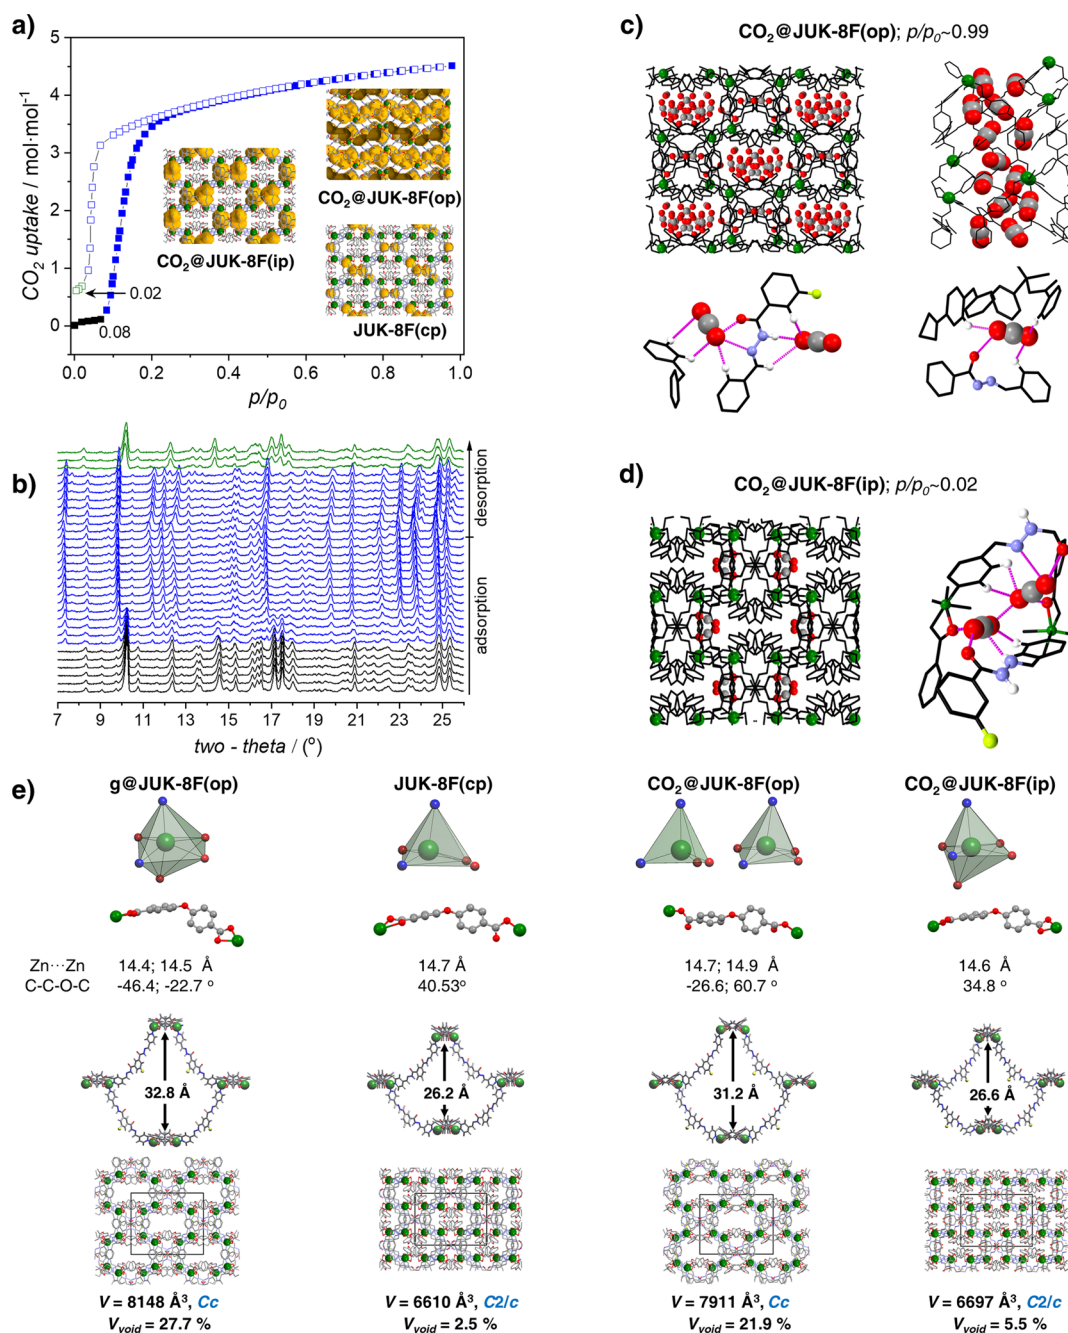 a)
CO₂ uptake / mol·mol⁻¹
5
4
3
2
1
0
0.02
0.08
CO₂@JUK-8F(op)
CO₂@JUK-8F(ip)
JUK-8F(cp)
0.0 0.2 0.4 0.6 0.8 1.0
p/p₀
b)
adsorption
desorption
7 9 11 13 15 17 19 21 23 25
two - theta / (°)
c)
CO₂@JUK-8F(op); p/p₀~0.99
d)
CO₂@JUK-8F(ip); p/p₀~0.02
e)
g@JUK-8F(op) JUK-8F(cp) CO₂@JUK-8F(op) CO₂@JUK-8F(ip)
Zn···Zn 14.4; 14.5 Å 14.7 Å 14.7; 14.9 Å 14.6 Å
C-C-O-C -46.4; -22.7 ° 40.53° -26.6; 60.7 ° 34.8 °
32.8 Å 26.2 Å 31.2 Å 26.6 Å
V = 8148 Å³, Cc V = 6610 Å³, C2/c V = 7911 Å³, Cc V = 6697 Å³, C2/c
Vvoid = 27.7 % Vvoid = 2.5 % Vvoid = 21.9 % Vvoid = 5.5 %